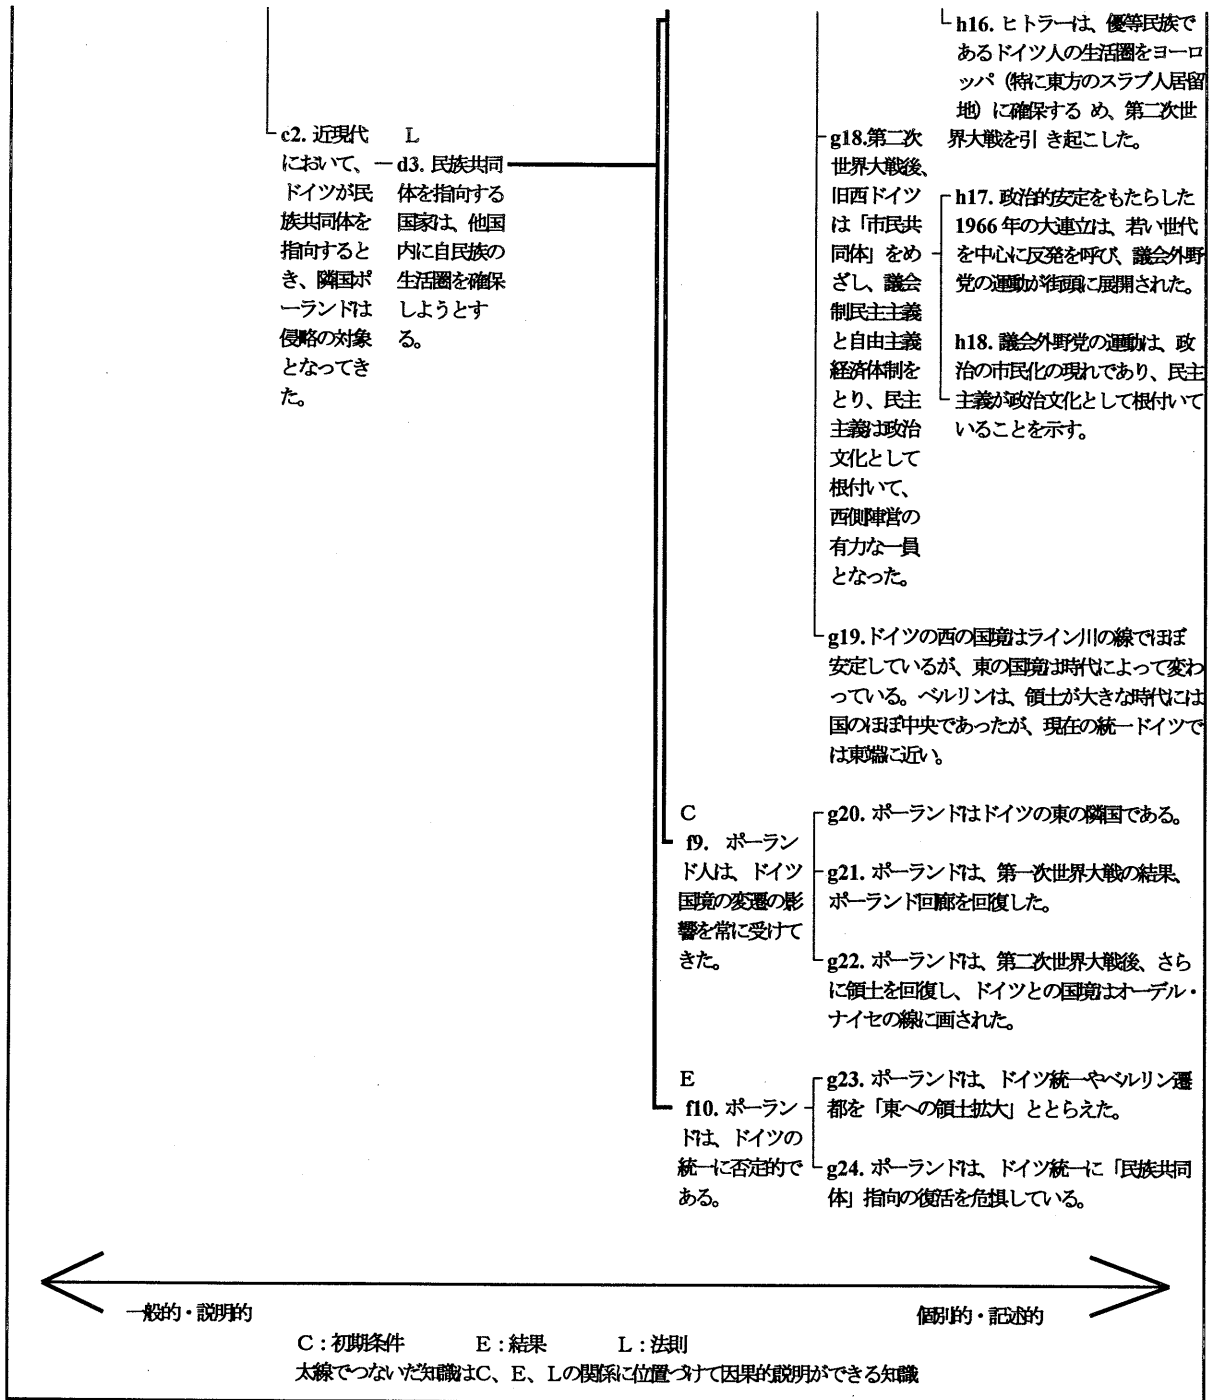 c2. 近現代
において、
ドイツが民
族共同体を
指向すると
き、隣国ポ
ーランドは
侵略の対象
となってき
た。
L
d3. 民族共同
体を指向する
国家は、他国
内に自民族の
生活圏を確保
しようとす
る。
h16. ヒトラーは、優等民族で
あるドイツ人の生活圏をヨーロ
ッパ（特に東方のスラブ人居留
地）に確保する め、第二次世
界大戦を引 き起こした。
g18.第二次
世界大戦後、
旧西ドイツ
は「市民共
同体」をめ
ざし、議会
制民主主義
と自由主義
経済体制を
とり、民主
主義は政治
文化として
根付いて、
西側陣営の
有力な一員
となった。
h17. 政治的安定をもたらした
1966年の大連立は、若い世代
を中心に反発を呼び、議会外野
党の運動が街頭に展開された。
h18. 議会外野党の運動は、政
治の市民化の現れであり、民主
主義が政治文化として根付いて
いることを示す。
g19.ドイツの西の国境はライン川の線でほぼ
安定しているが、東の国境は時代によって変わ
っている。ベルリンは、領土が大きな時代には
国のほぼ中央であったが、現在の統一ドイツで
は東端に近い。
C
f9. ポーラン
ド人は、ドイツ
国境の変遷の影
響を常に受けて
きた。
g20. ポーランドはドイツの東の隣国である。
g21. ポーランドは、第一次世界大戦の結果、
ポーランド回廊を回復した。
g22. ポーランドは、第二次世界大戦後、さら
に領土を回復し、ドイツとの国境はオーデル・
ナイセの線に画された。
E
f10. ポーラン
ドは、ドイツの
統一に否定的で
ある。
g23. ポーランドは、ドイツ統一やベルリン遷
都を「東への領土拡大」ととらえた。
g24. ポーランドは、ドイツ統一に「民族共同
体」指向の復活を危惧している。
一般的・説明的
個別的・記述的
C：初期条件 E：結果 L：法則
太線でつないだ知識はC、E、Lの関係に位置づけて因果的説明ができる知識